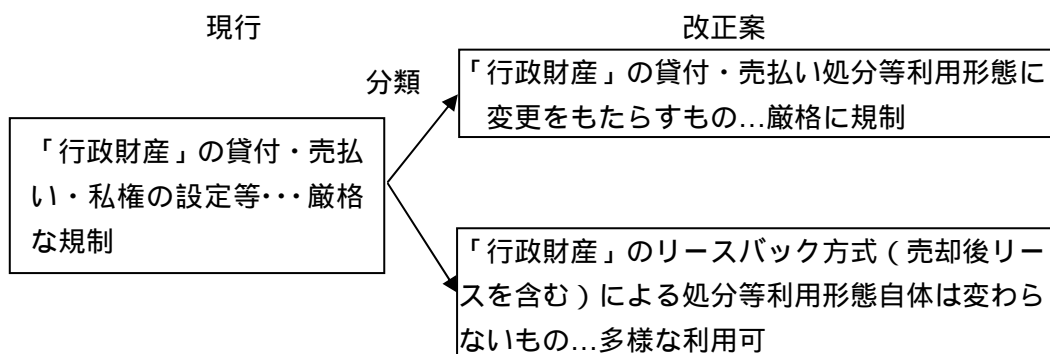 現行
改正案
分類
「行政財産」の貸付・売払い処分等利用形態に
変更をもたらすもの…厳格に規制
「行政財産」の貸付・売払
い・私権の設定等･･･厳格
な規制
「行政財産」のリースバック方式（売却後リー
スを含む）による処分等利用形態自体は変わら
ないもの…多様な利用可